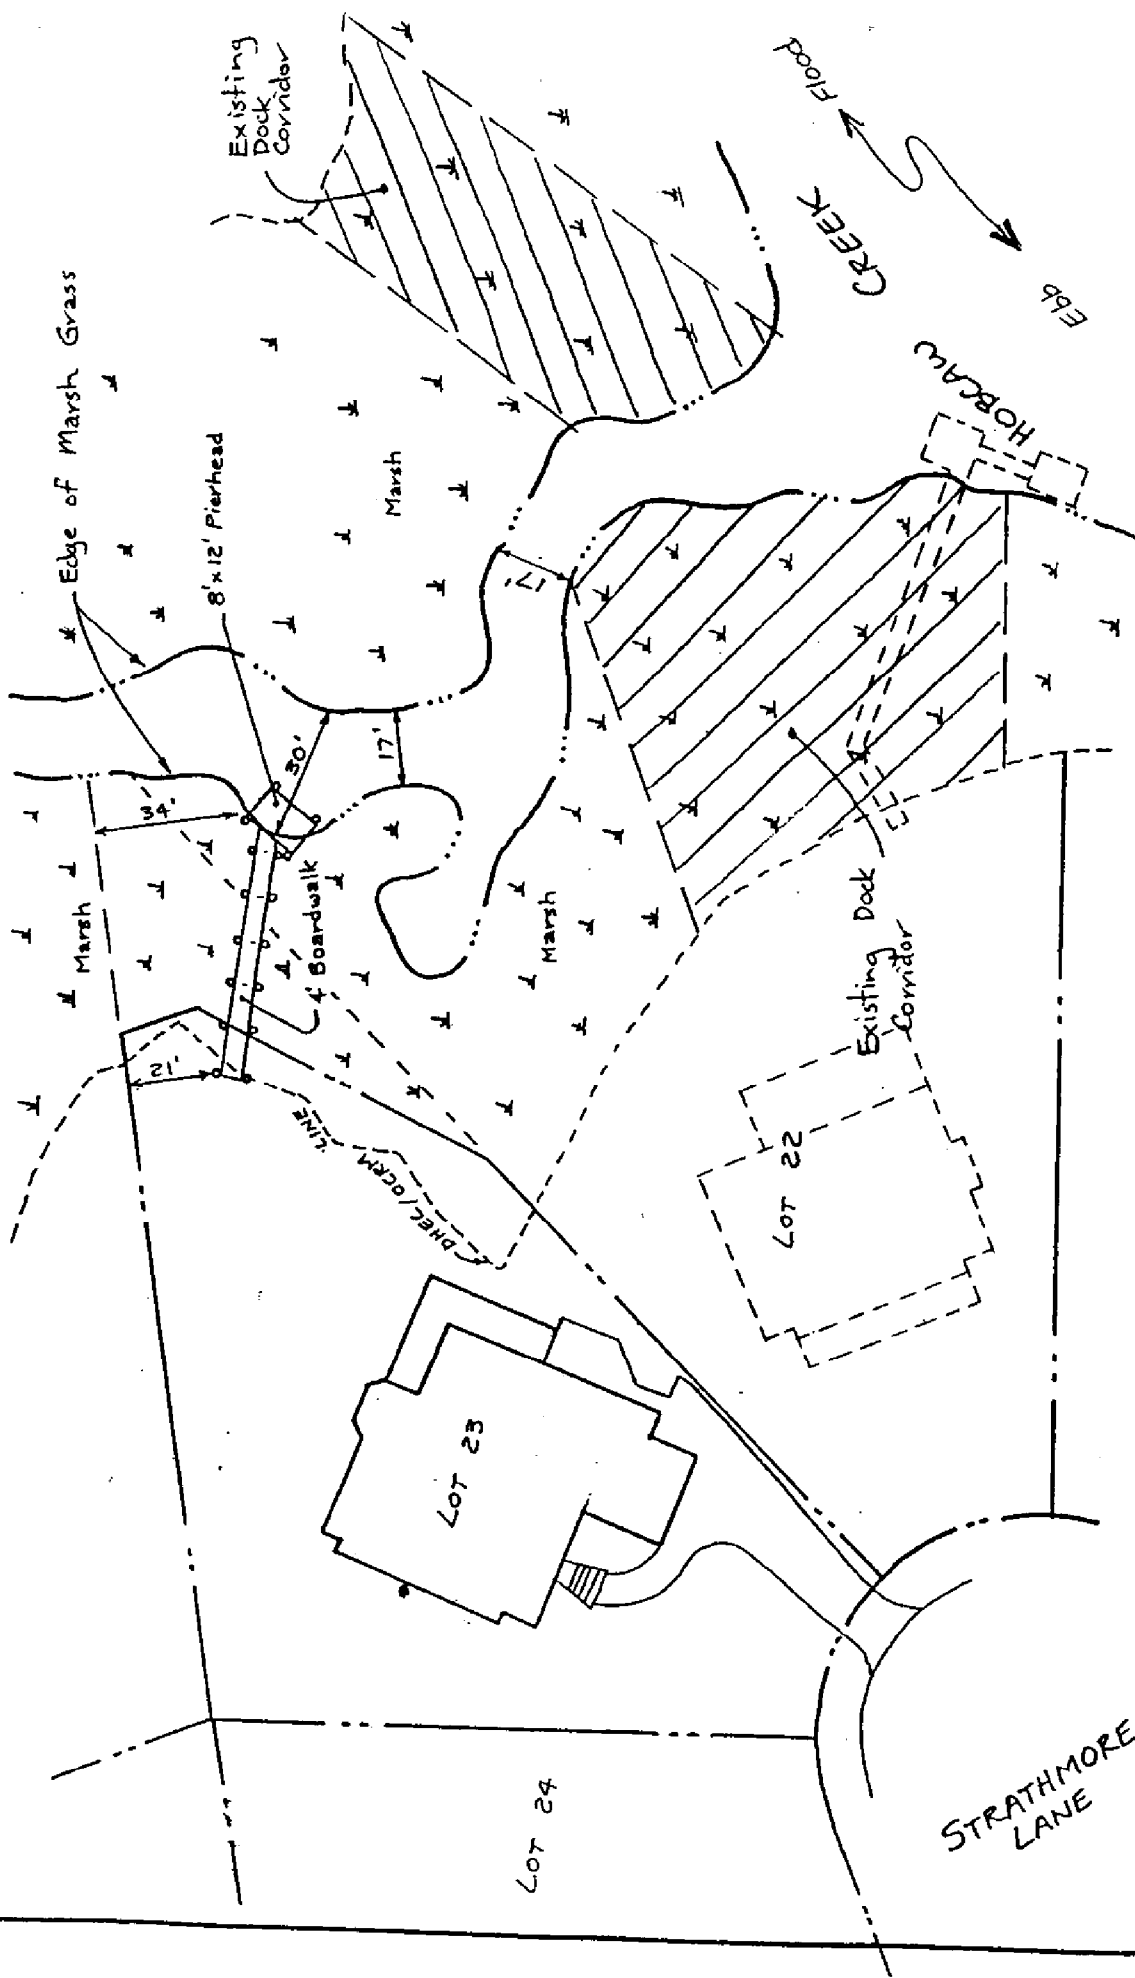 Existing
Dock
Corridor
Flood
CREEK
Ebb
HOBCAW
Edge of Marsh Grass
8'x12' Pierhead
Marsh
17'
30'
17'
34'
Marsh
4' Boardwalk
Marsh
21'
Existing Dock
Corridor
DHEC/OCRM LINE
LOT 22
LOT 23
LOT 24
STRATHMORE
LANE